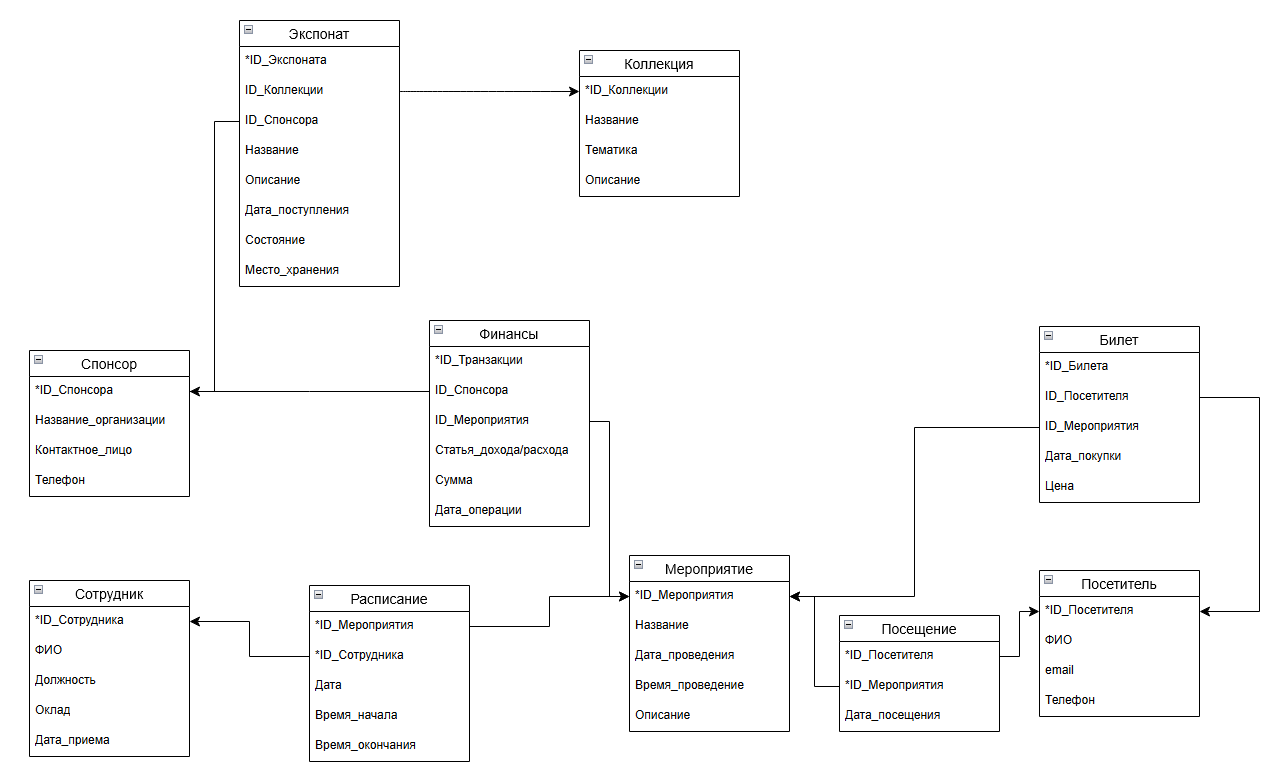 Экспонат
*ID_Экспоната
ID_Коллекции
ID_Спонсора
Название
Описание
Дата_поступления
Состояние
Место_хранения
Коллекция
*ID_Коллекции
Название
Тематика
Описание
Спонсор
*ID_Спонсора
Название_организации
Контактное_лицо
Телефон
Финансы
*ID_Транзакции
ID_Спонсора
ID_Мероприятия
Статья_дохода/расхода
Сумма
Дата_операции
Билет
*ID_Билета
ID_Посетителя
ID_Мероприятия
Дата_покупки
Цена
Сотрудник
*ID_Сотрудника
ФИО
Должность
Оклад
Дата_приема
Расписание
*ID_Мероприятия
*ID_Сотрудника
Дата
Время_начала
Время_окончания
Мероприятие
*ID_Мероприятия
Название
Дата_проведения
Время_проведение
Описание
Посещение
*ID_Посетителя
*ID_Мероприятия
Дата_посещения
Посетитель
*ID_Посетителя
ФИО
email
Телефон